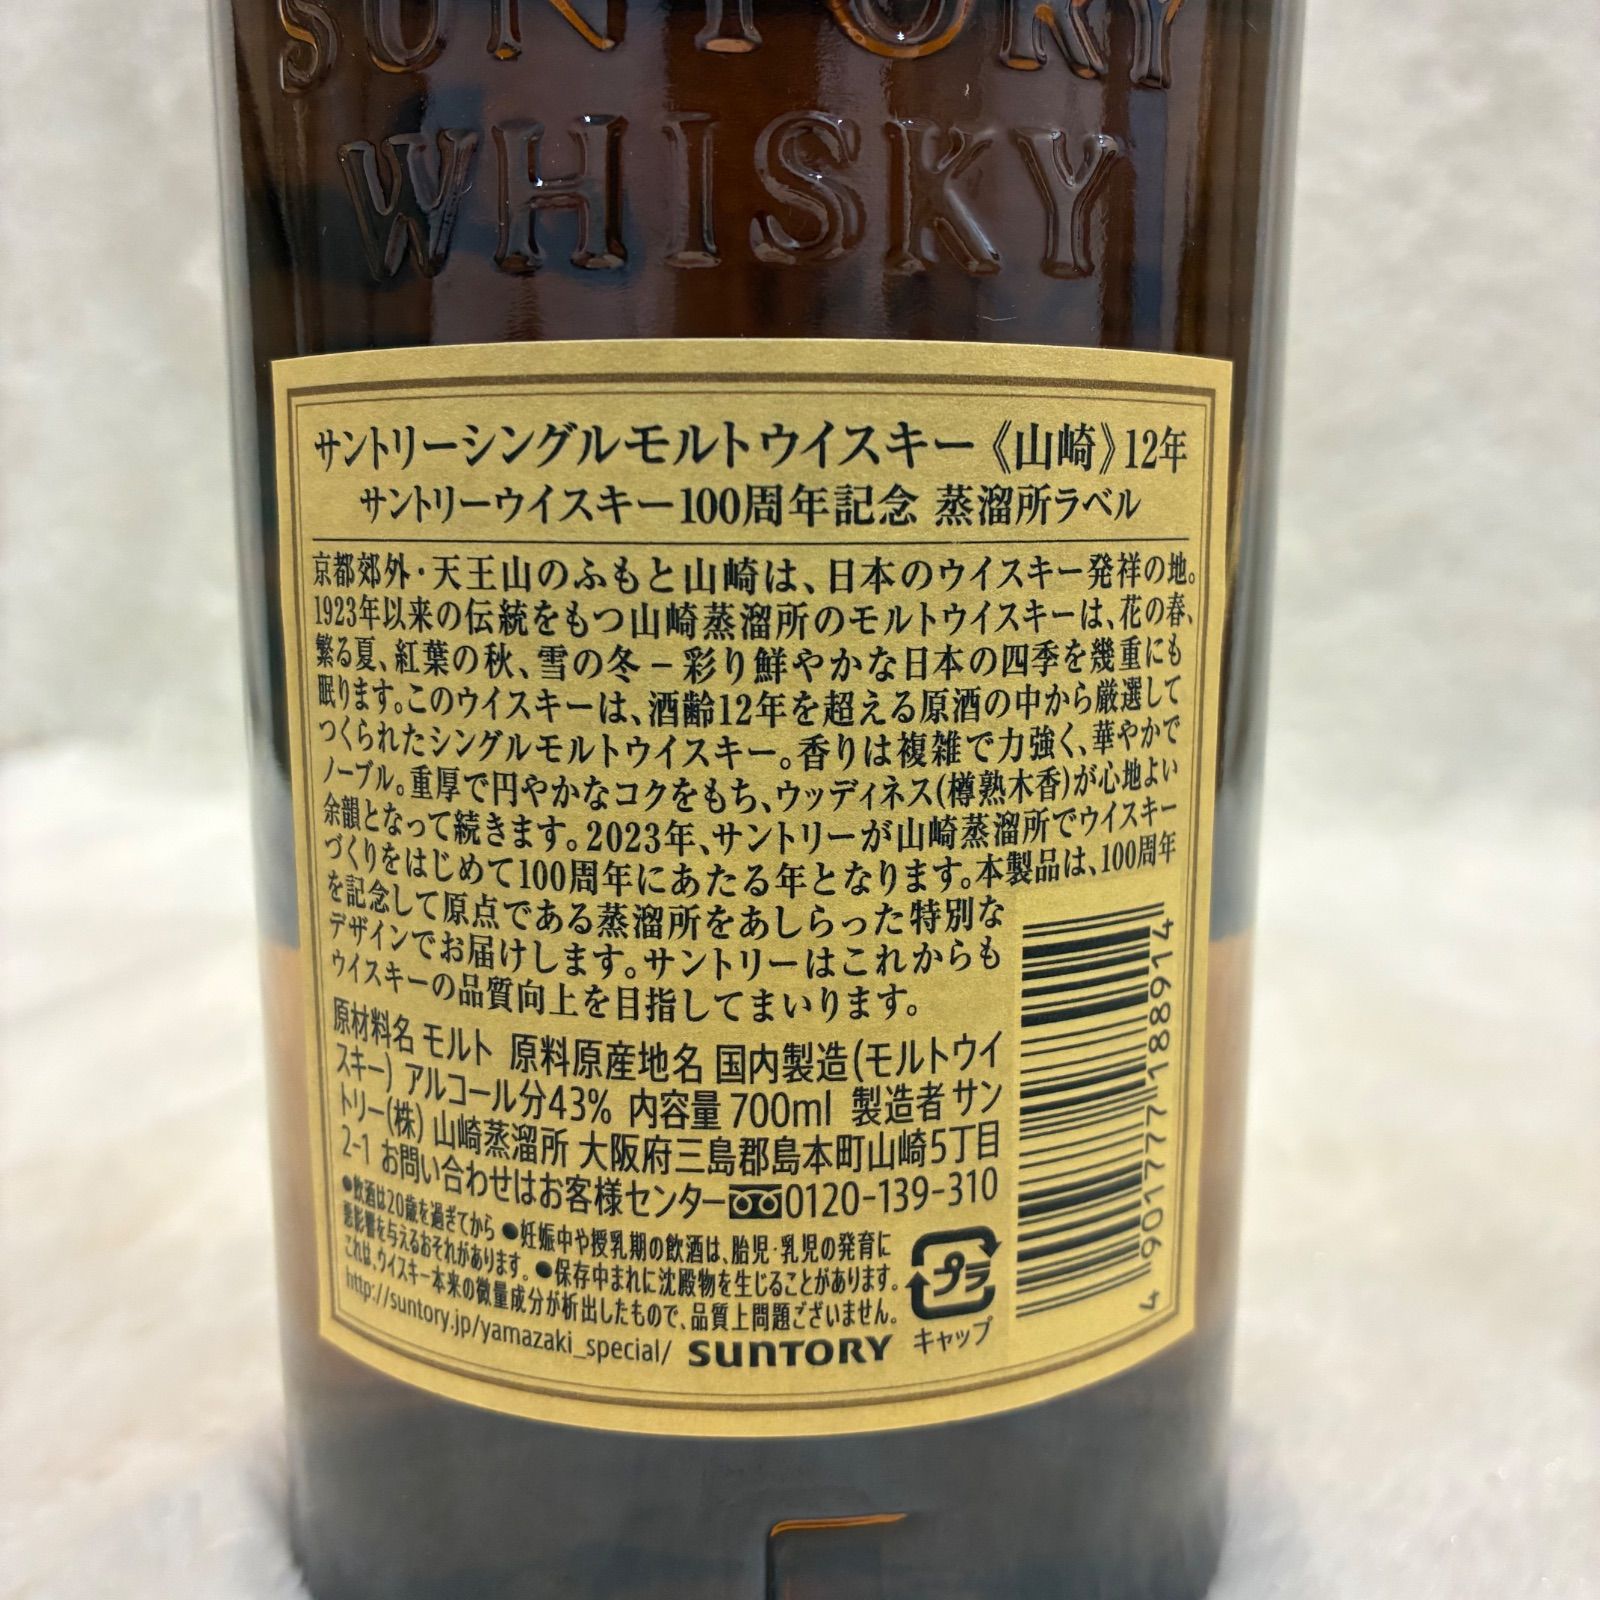 SUNTORY
WHISKY
サントリーシングルモルトウイスキー《山崎》12年
サントリーウイスキー100周年記念 蒸溜所ラベル
京都郊外・天王山のふもと山崎は、日本のウイスキー発祥の地。
1923年以来の伝統をもつ山崎蒸溜所のモルトウイスキーは、花の春、
繁る夏、紅葉の秋、雪の冬－彩り鮮やかな日本の四季を幾重にも
眠ります。このウイスキーは、酒齢12年を超える原酒の中から厳選して
つくられたシングルモルトウイスキー。香りは複雑で力強く、華やかで
ノーブル。重厚で円やかなコクをもち、ウッディネス(樽熟木香)が心地よい
余韻となって続きます。2023年、サントリーが山崎蒸溜所でウイスキー
づくりをはじめて100周年にあたる年となります。本製品は、100周年
を記念して原点である蒸溜所をあしらった特別な
デザインでお届けします。サントリーはこれからも
ウイスキーの品質向上を目指してまいります。
原材料名 モルト 原料原産地名 国内製造(モルトウイ
スキー) アルコール分43% 内容量 700ml 製造者 サン
トリー(株) 山崎蒸溜所 大阪府三島郡島本町山崎5丁目
2-1 お問い合わせはお客様センター0120-139-310
●飲酒は20歳を過ぎてから ●妊娠中や授乳期の飲酒は、胎児・乳児の発育に
悪影響を与えるおそれがあります。●保存中まれに沈殿物を生じることがあります。
これは、ウイスキー本来の微量成分が析出したもので、品質上問題ございません。
http://suntory.jp/yamazaki_special/ SUNTORY
プラ
キャップ
4 901777 188914